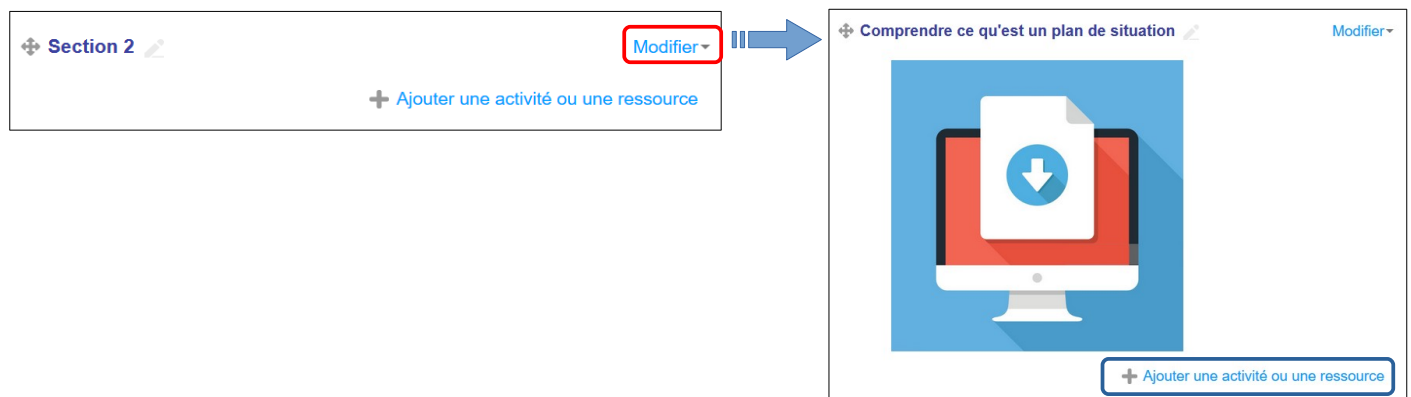 Section 2
Modifier
Ajouter une activité ou une ressource
Comprendre ce qu'est un plan de situation
Modifier
Ajouter une activité ou une ressource